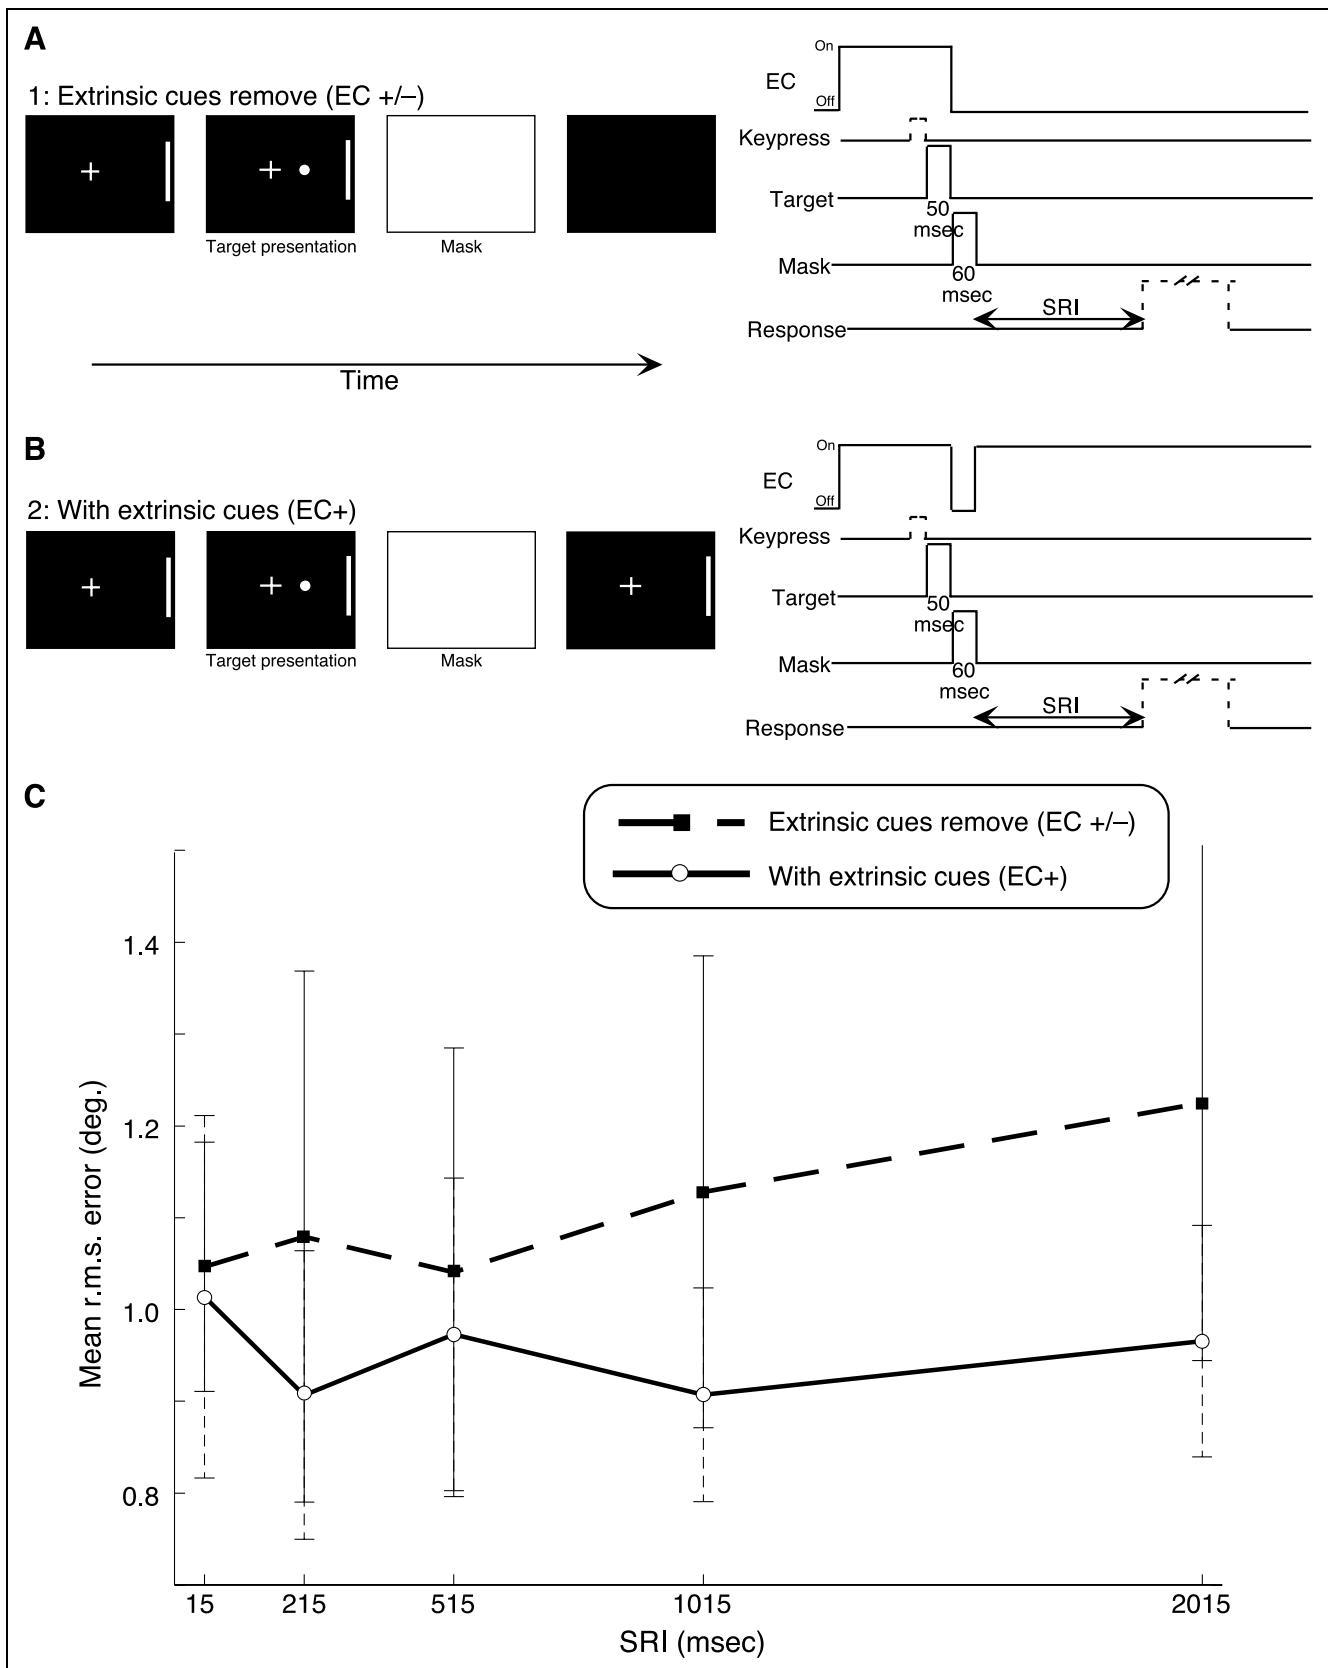 A
1: Extrinsic cues remove (EC +/–)
Target presentation
Mask
Time
On
EC
Off
Keypress
Target
50
msec
Mask
60
msec
SRI
Response
B
2: With extrinsic cues (EC+)
Target presentation
Mask
On
EC
Off
Keypress
Target
50
msec
Mask
60
msec
SRI
Response
C
Extrinsic cues remove (EC +/–)
With extrinsic cues (EC+)
Mean r.m.s. error (deg.)
1.4
1.2
1.0
0.8
15 215 515 1015 2015
SRI (msec)